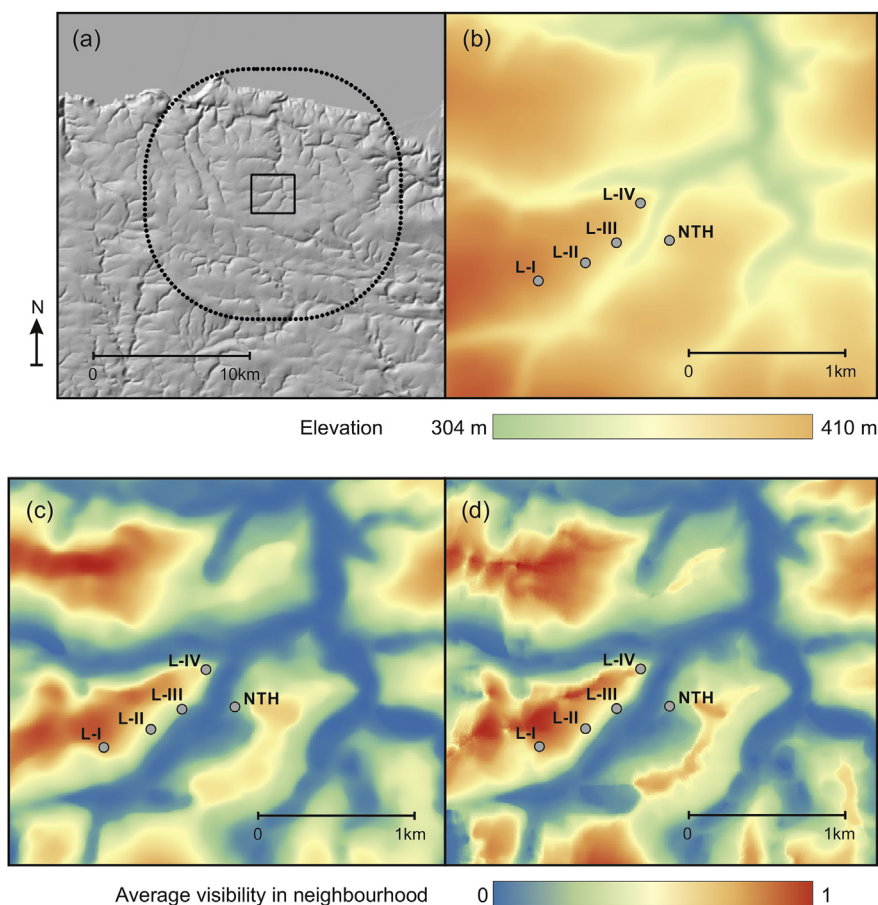 (a)
N
0
10km
(b)
L-IV
L-III
NTH
L-II
L-I
0
1km
Elevation 304 m 410 m
(c)
L-IV
L-III
NTH
L-II
L-I
0
1km
(d)
L-IV
L-III
NTH
L-II
L-I
0
1km
Average visibility in neighbourhood 0 1